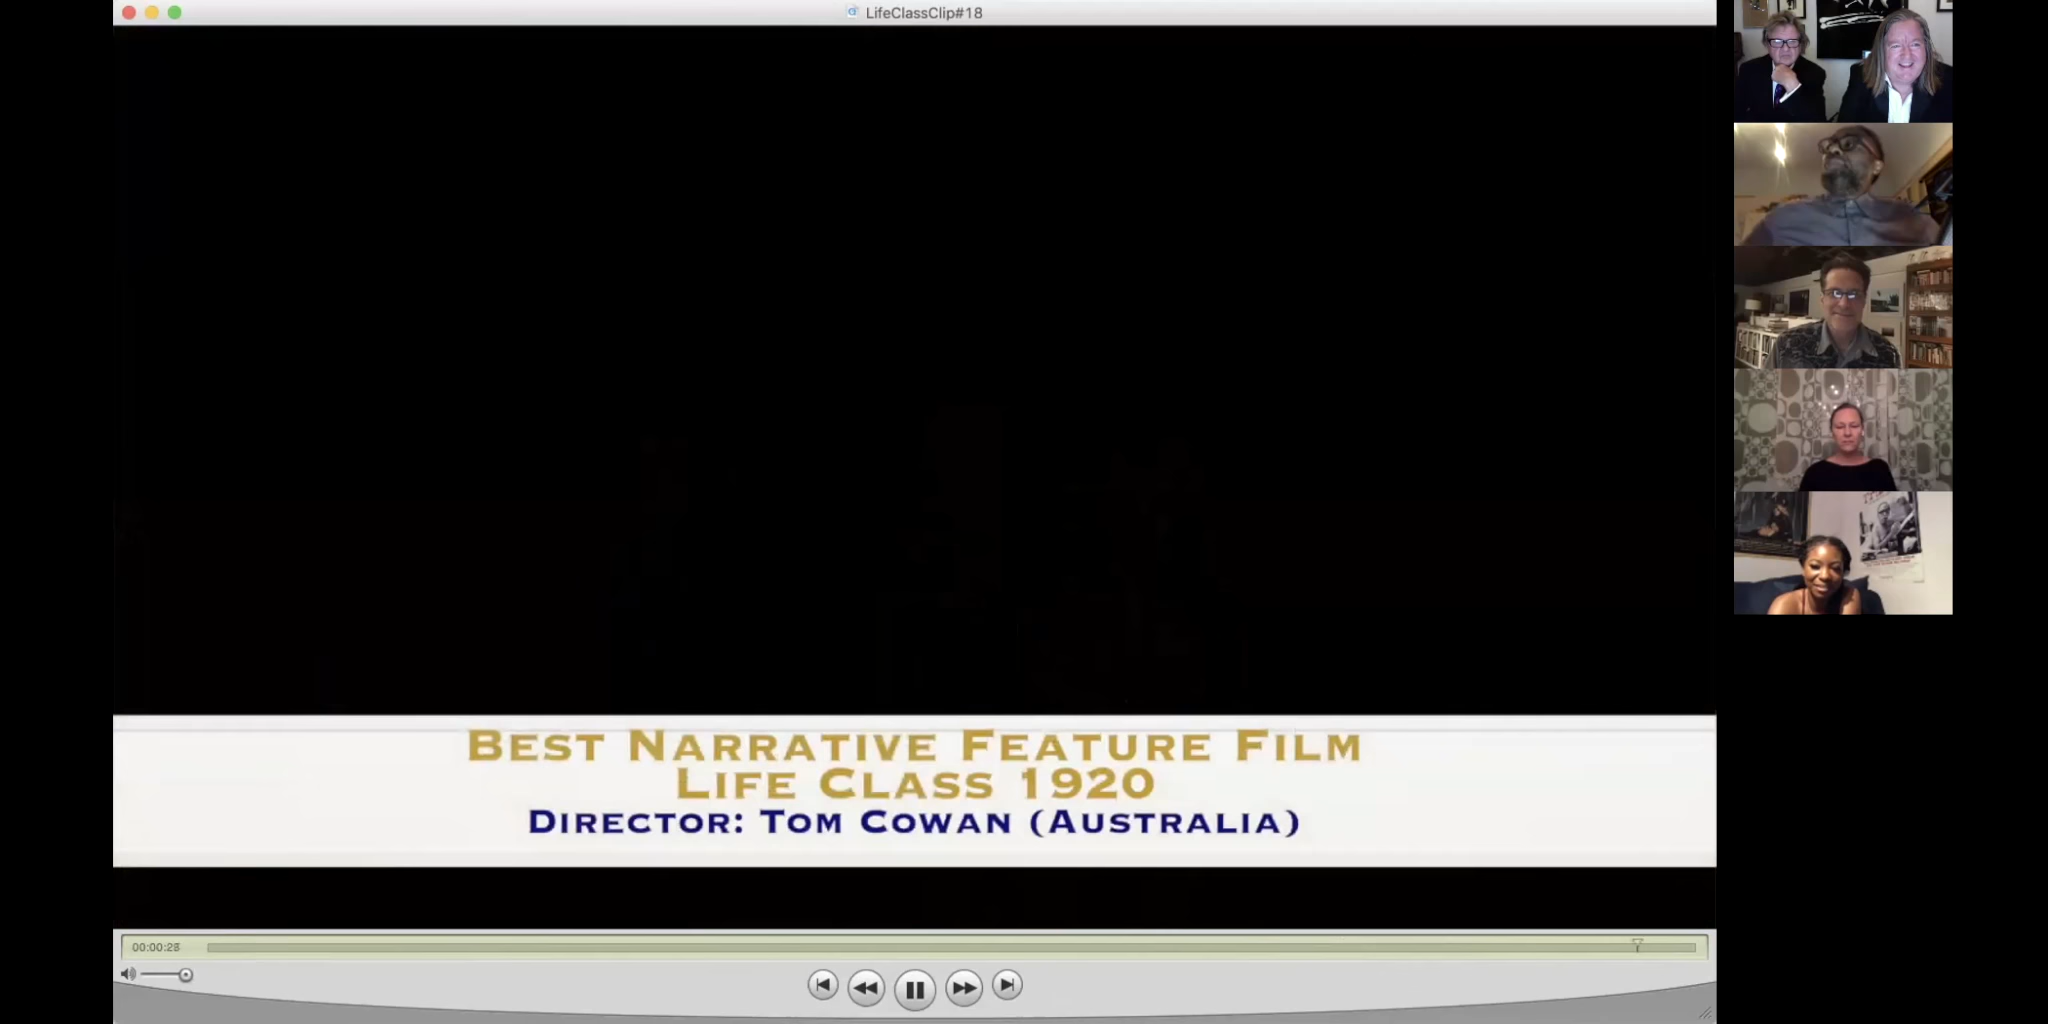 LifeClassClip#18
Best Narrative Feature Film
Life Class 1920
Director: Tom Cowan (Australia)
00:00:28